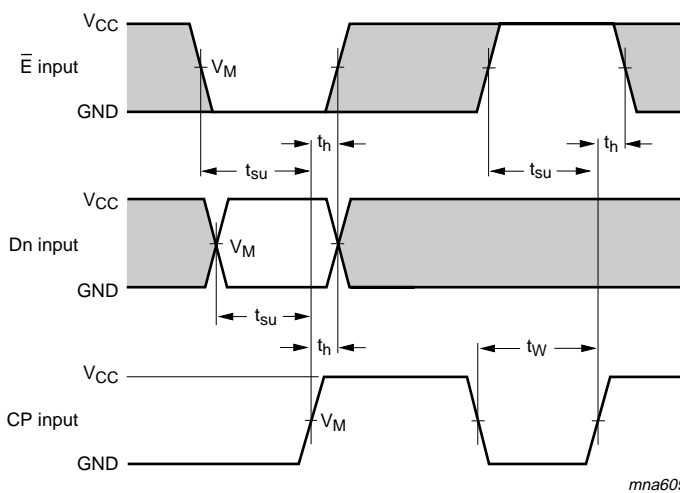 VCC
E̅ input
VM
GND
th
th
tsu
tsu
VCC
Dn input
VM
GND
tsu
th
tW
VCC
CP input
VM
GND
mna609